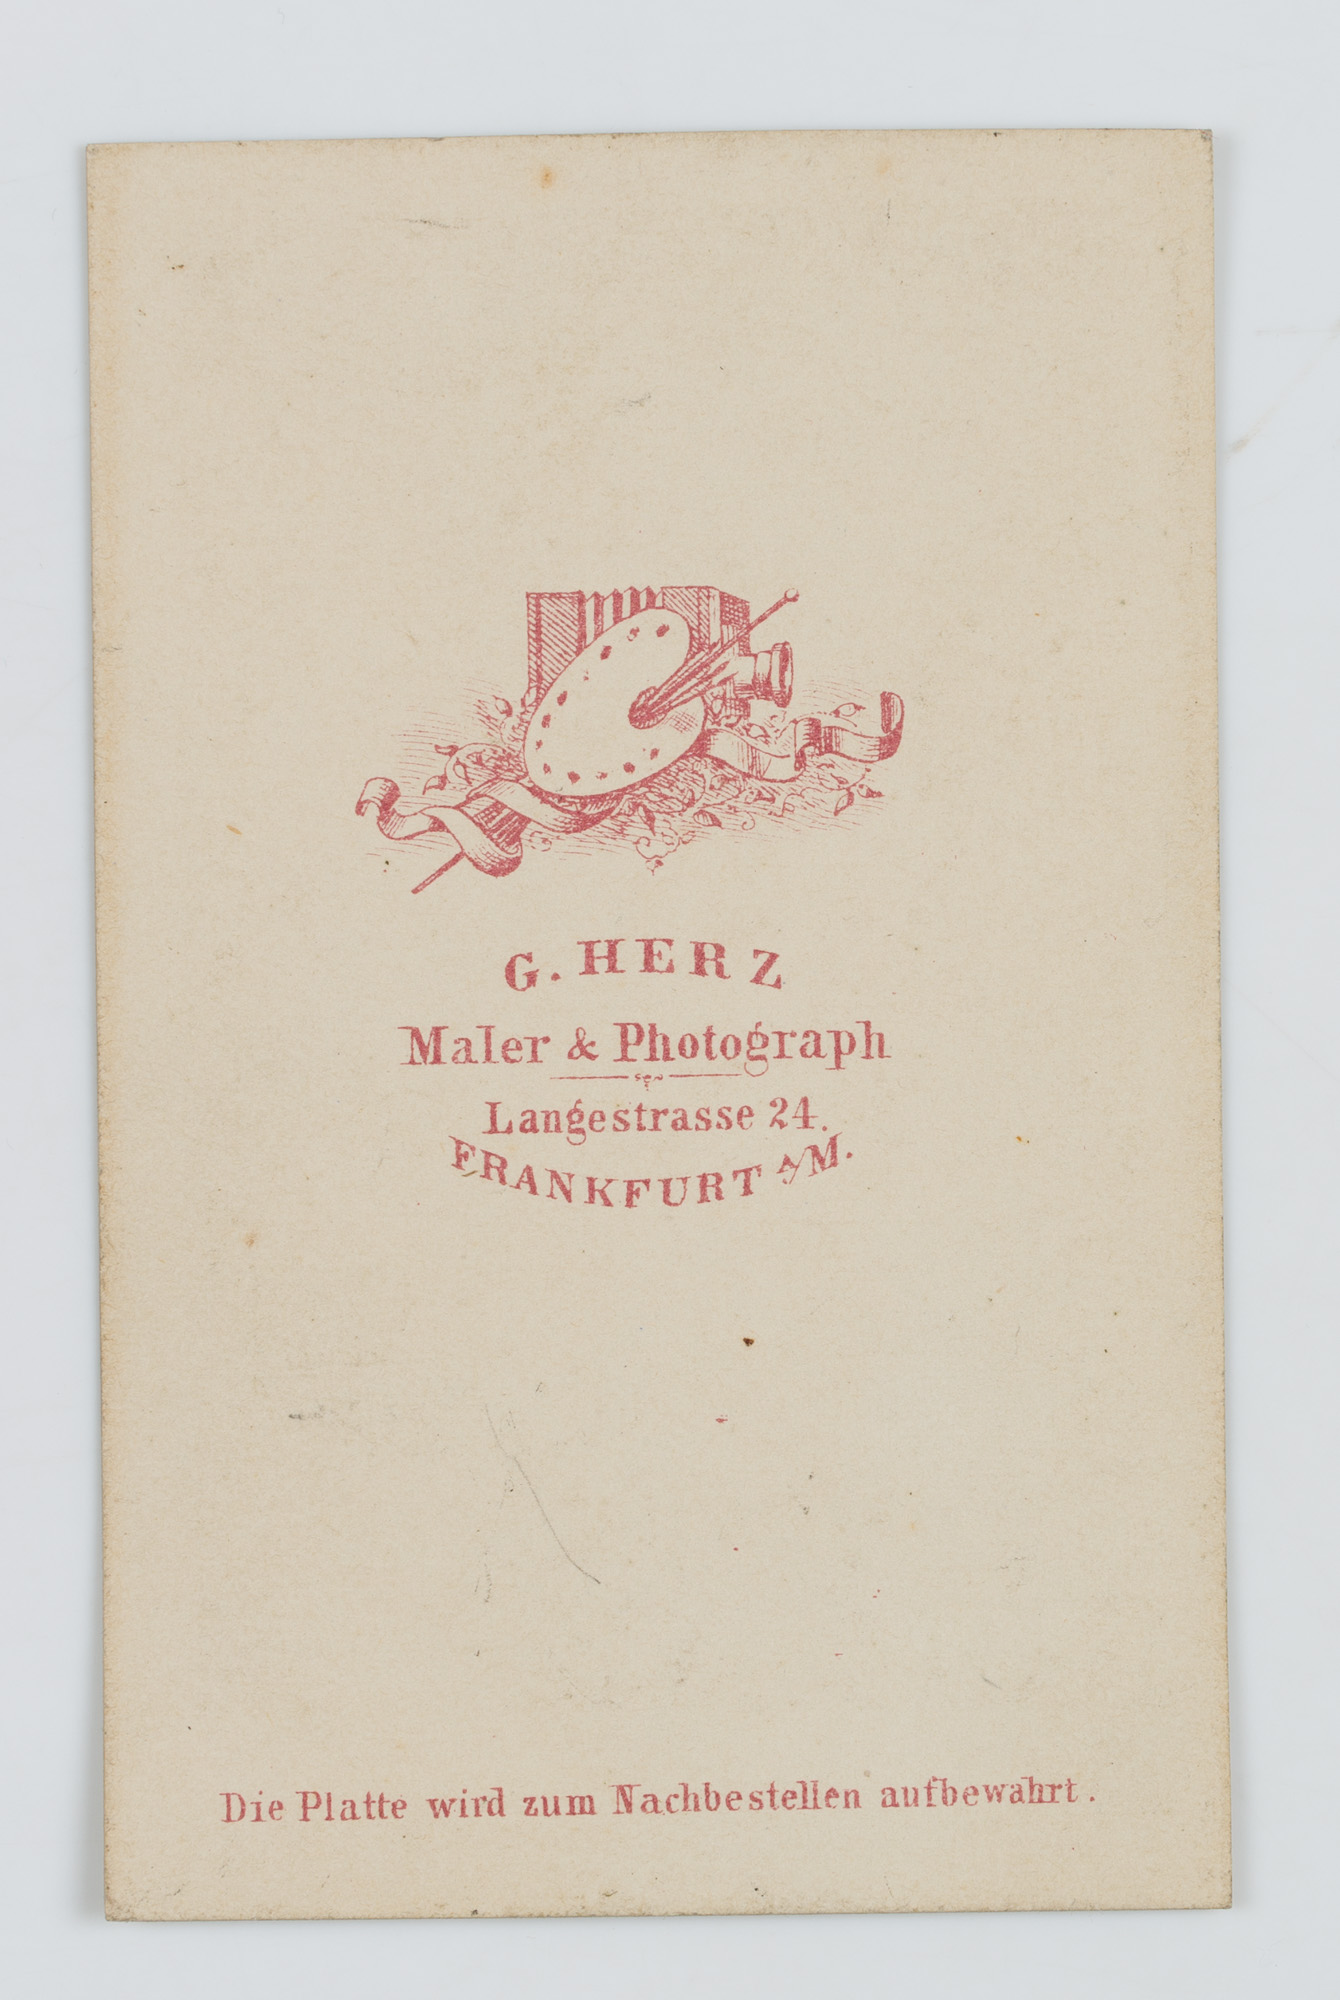 G. HERZ
Maler & Photograph
Langestrasse 24.
FRANKFURT a/M.
Die Platte wird zum Nachbestellen aufbewahrt.